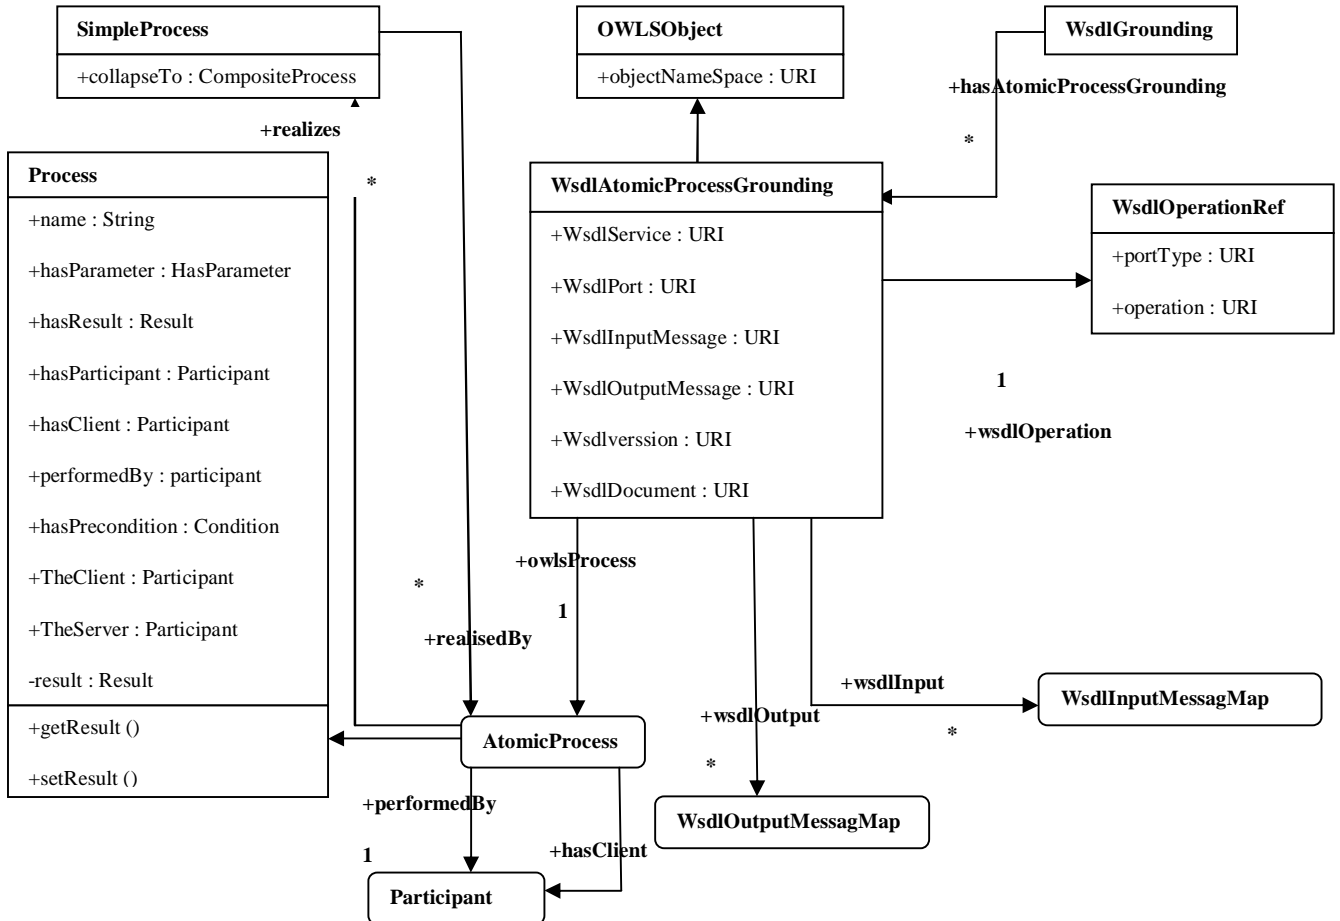 SimpleProcess
+collapseTo : CompositeProcess
OWLSObject
+objectNameSpace : URI
WsdlGrounding
+hasAtomicProcessGrounding
*
+realizes
*
Process
+name : String
+hasParameter : HasParameter
+hasResult : Result
+hasParticipant : Participant
+hasClient : Participant
+performedBy : participant
+hasPrecondition : Condition
+TheClient : Participant
+TheServer : Participant
-result : Result
+getResult ()
+setResult ()
WsdlAtomicProcessGrounding
+WsdlService : URI
+WsdlPort : URI
+WsdlInputMessage : URI
+WsdlOutputMessage : URI
+Wsdlverssion : URI
+WsdlDocument : URI
WsdlOperationRef
+portType : URI
+operation : URI
1
+wsdlOperation
+owlsProcess
1
*
+realisedBy
+wsdlInput
*
WsdlInputMessagMap
+wsdlOutput
*
WsdlOutputMessagMap
AtomicProcess
+performedBy
1
+hasClient
Participant